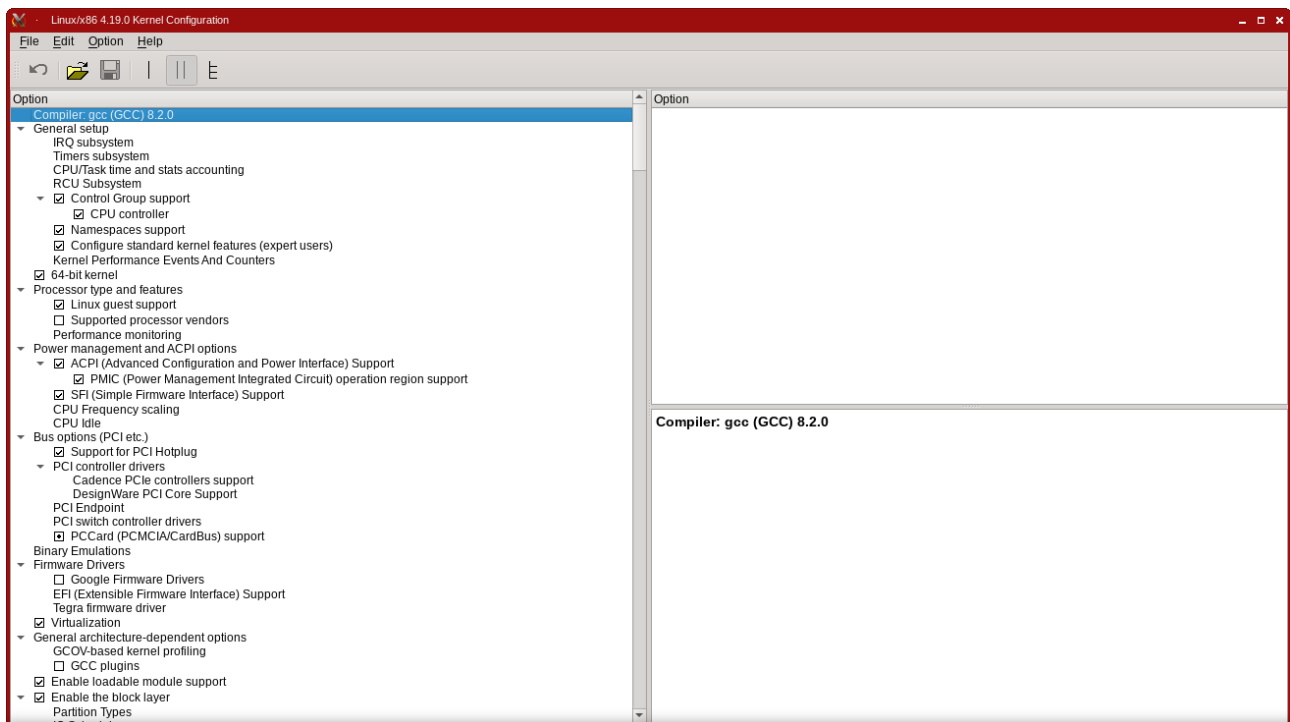 Linux/x86 4.19.0 Kernel Configuration
File Edit Option Help
Option
Compiler: gcc (GCC) 8.2.0
General setup
IRQ subsystem
Timers subsystem
CPU/Task time and stats accounting
RCU Subsystem
Control Group support
CPU controller
Namespaces support
Configure standard kernel features (expert users)
Kernel Performance Events And Counters
64-bit kernel
Processor type and features
Linux guest support
Supported processor vendors
Performance monitoring
Power management and ACPI options
ACPI (Advanced Configuration and Power Interface) Support
PMIC (Power Management Integrated Circuit) operation region support
SFI (Simple Firmware Interface) Support
CPU Frequency scaling
CPU Idle
Bus options (PCI etc.)
Support for PCI Hotplug
PCI controller drivers
Cadence PCIe controllers support
DesignWare PCI Core Support
PCI Endpoint
PCI switch controller drivers
PCCard (PCMCIA/CardBus) support
Binary Emulations
Firmware Drivers
Google Firmware Drivers
EFI (Extensible Firmware Interface) Support
Tegra firmware driver
Virtualization
General architecture-dependent options
GCOV-based kernel profiling
GCC plugins
Enable loadable module support
Enable the block layer
Partition Types
Option
Compiler: gcc (GCC) 8.2.0